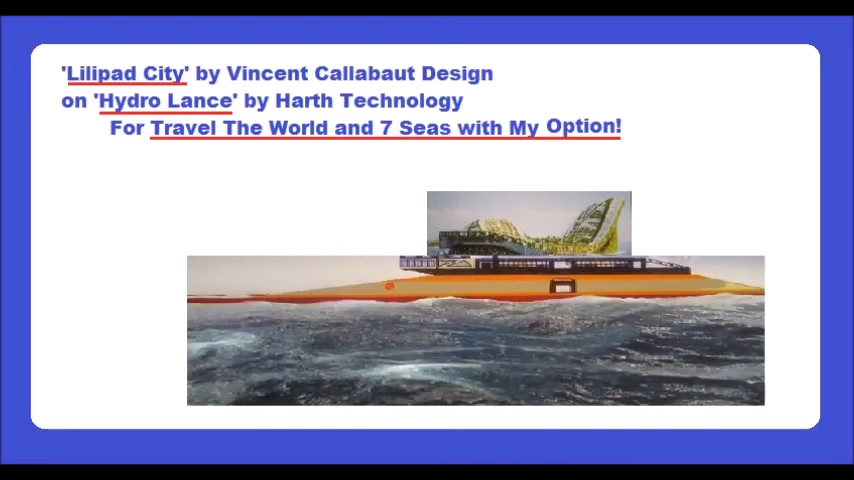 'Lilipad City' by Vincent Callabaut Design
on 'Hydro Lance' by Harth Technology
For Travel The World and 7 Seas with My Option!